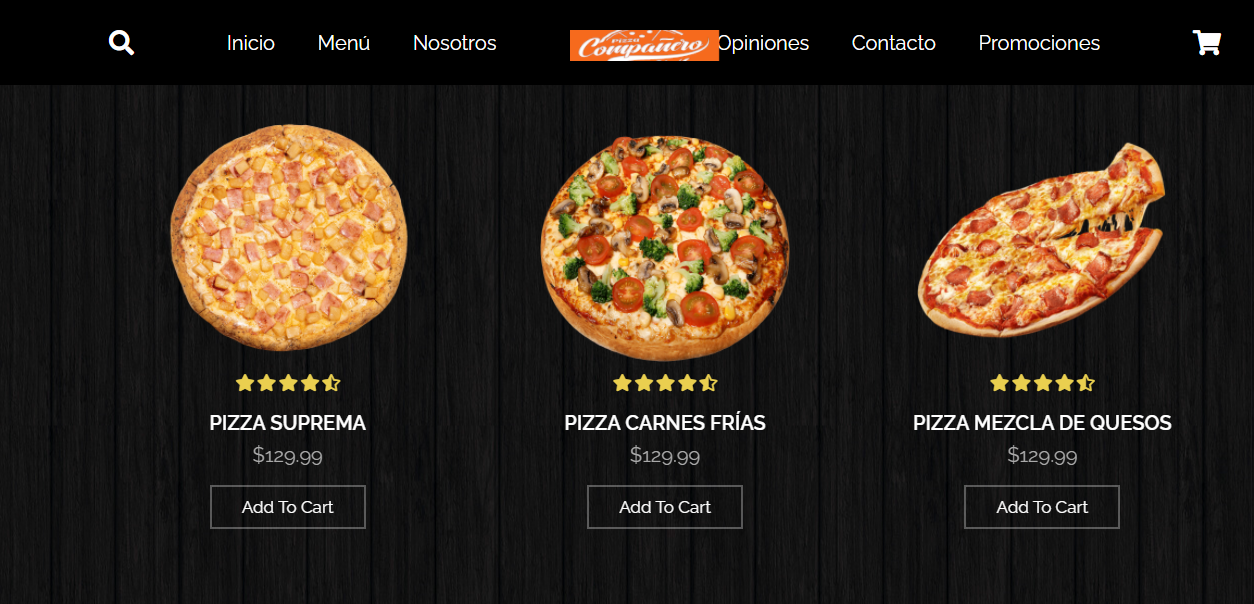 Inicio Menú Nosotros PIZZA Compañero Opiniones Contacto Promociones
PIZZA SUPREMA PIZZA CARNES FRÍAS PIZZA MEZCLA DE QUESOS
$129.99 $129.99 $129.99
Add To Cart Add To Cart Add To Cart